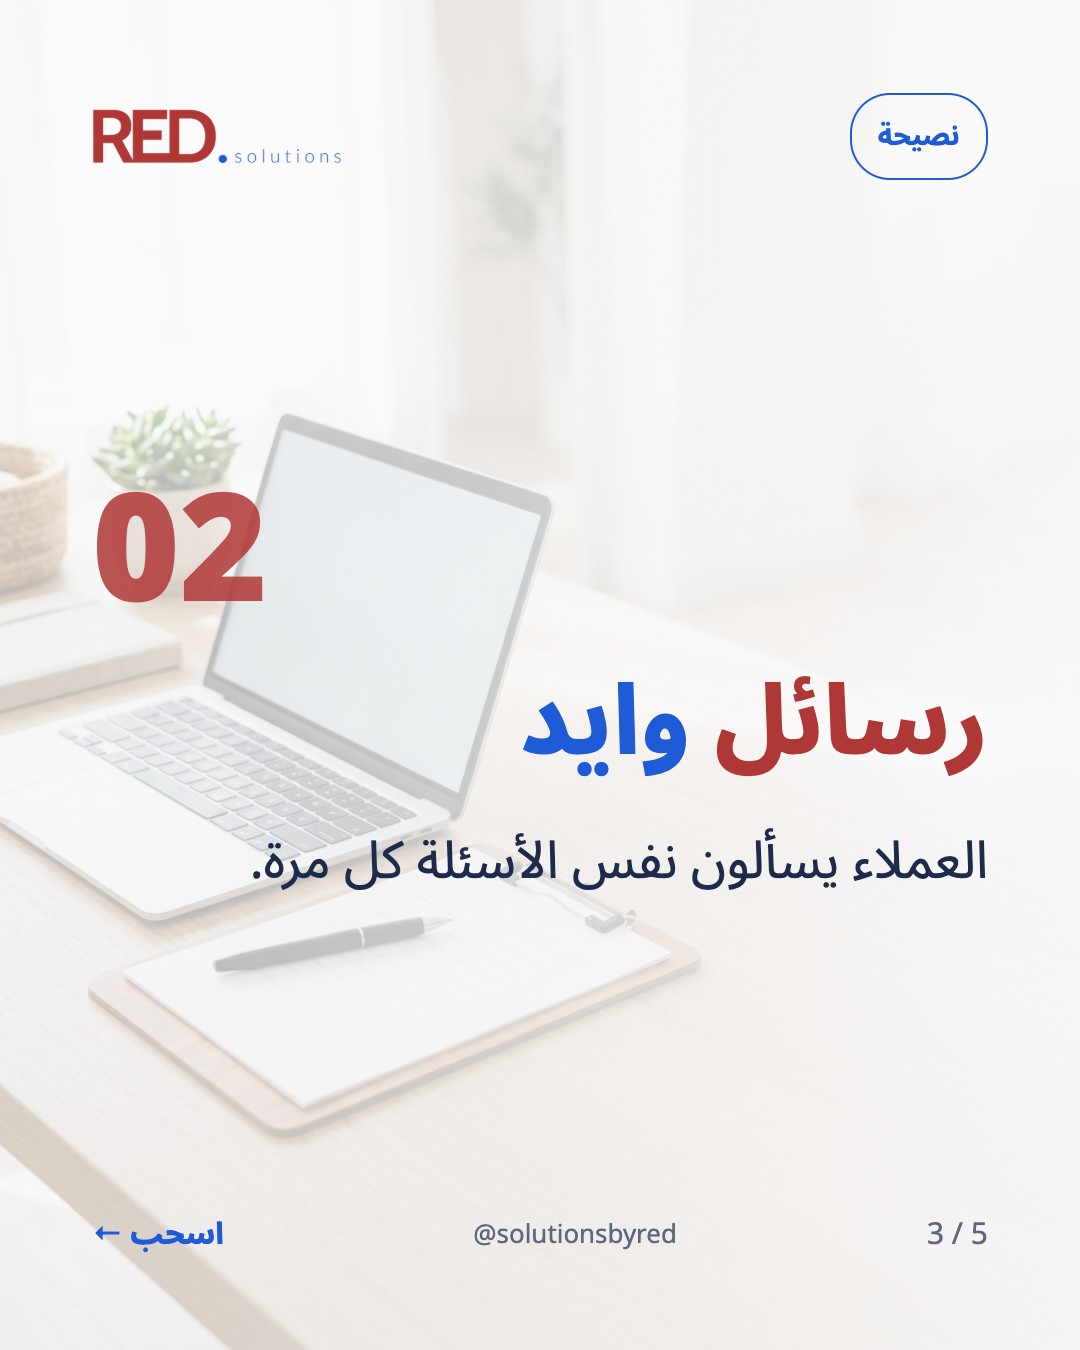 RED.solutions
نصيحة
02
رسائل وايد
العملاء يسألون نفس الأسئلة كل مرة.
اسحب ←
@solutionsbyred
3 / 5